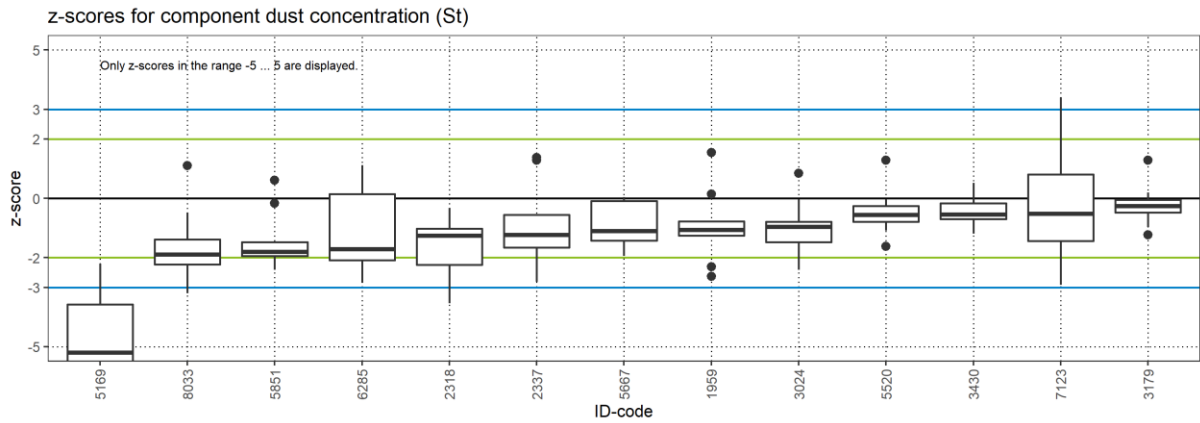 z-scores for component dust concentration (St)
5
Only z-scores in the range -5 ... 5 are displayed.
3
2
0
-2
-3
-5
z-score
5169 8033 5851 6285 2318 2337 5667 1959 3024 5520 3430 7123 3179
ID-code